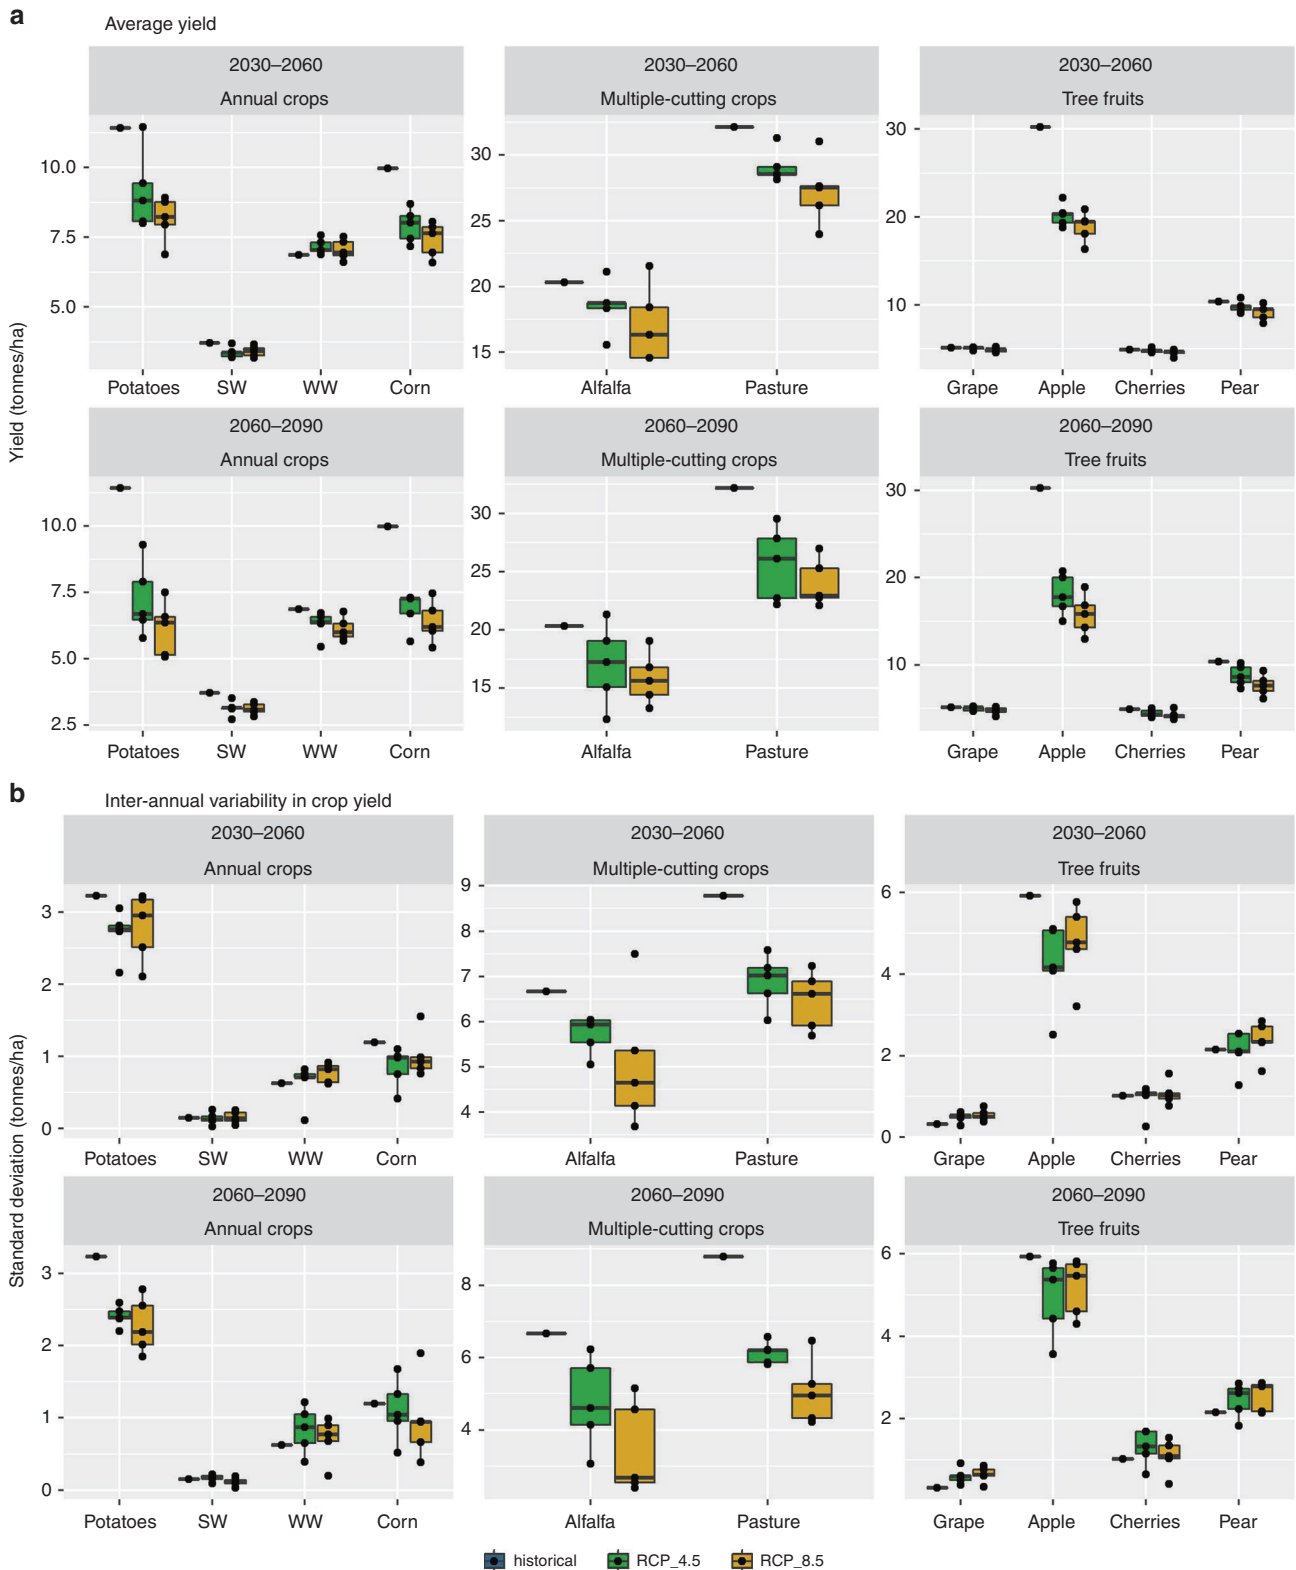 a
Average yield
2030–2060 2030–2060 2030–2060
Annual crops Multiple-cutting crops Tree fruits
10.0
7.5
5.0
30
25
20
15
30
20
10
Potatoes SW WW Corn Alfalfa Pasture Grape Apple Cherries Pear
Yield (tonnes/ha)
2060–2090 2060–2090 2060–2090
Annual crops Multiple-cutting crops Tree fruits
10.0
7.5
5.0
2.5
30
25
20
15
30
20
10
Potatoes SW WW Corn Alfalfa Pasture Grape Apple Cherries Pear
b
Inter-annual variability in crop yield
2030–2060 2030–2060 2030–2060
Annual crops Multiple-cutting crops Tree fruits
3
2
1
0
9
8
7
6
5
4
6
4
2
0
Potatoes SW WW Corn Alfalfa Pasture Grape Apple Cherries Pear
Standard deviation (tonnes/ha)
2060–2090 2060–2090 2060–2090
Annual crops Multiple-cutting crops Tree fruits
3
2
1
0
8
6
4
6
4
2
Potatoes SW WW Corn Alfalfa Pasture Grape Apple Cherries Pear
historical RCP_4.5 RCP_8.5